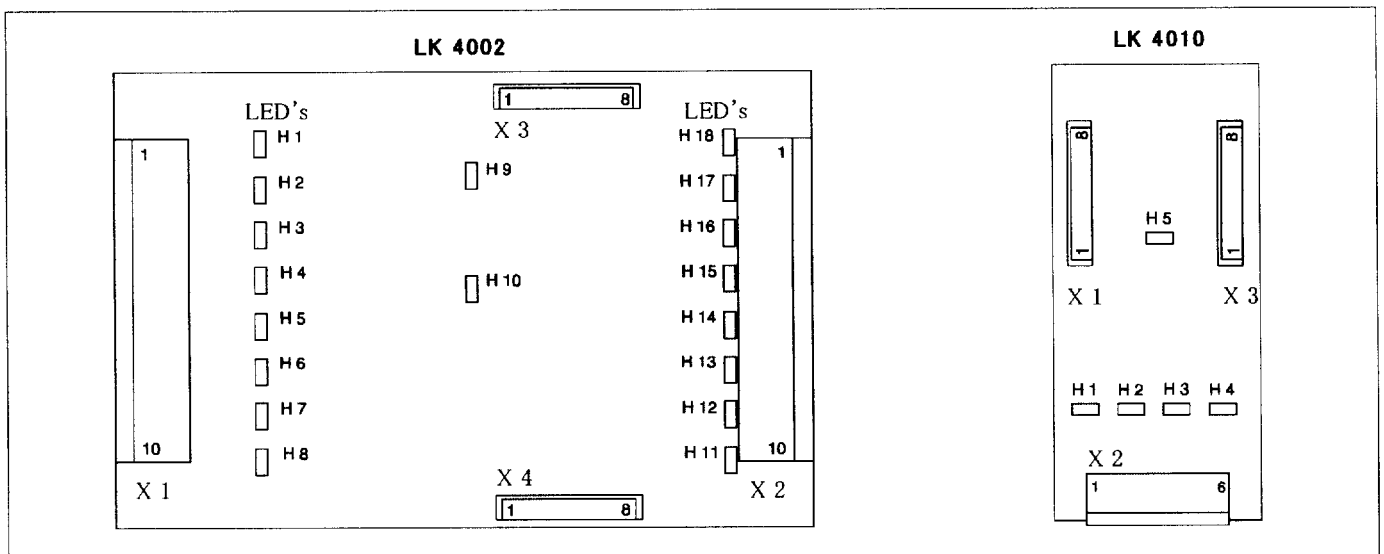 LK 4002
LED's
H 1
H 2
H 3
H 4
H 5
H 6
H 7
H 8
1
10
X 1
1 8
X 3
H 9
H 10
X 4
1 8
LED's
H 18
H 17
H 16
H 15
H 14
H 13
H 12
H 11
1
10
X 2
LK 4010
8
1
X 1
H 5
8
1
X 3
H 1 H 2 H 3 H 4
X 2
1 6